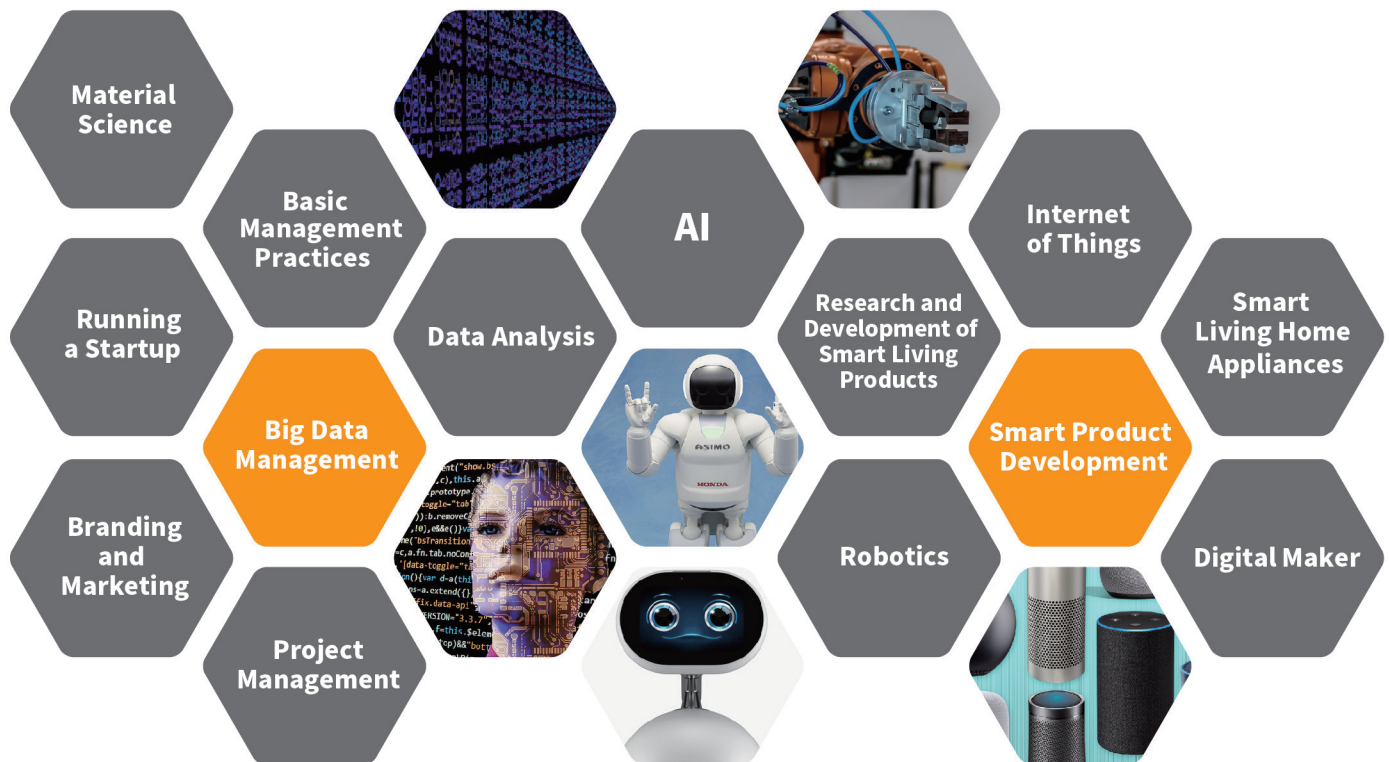 Material
Science
Basic
Management
Practices
AI
Internet
of Things
Running
a Startup
Data Analysis
Research and
Development of
Smart Living
Products
Smart
Living Home
Appliances
Big Data
Management
ASIMO
HONDA
Smart Product
Development
Branding
and
Marketing
Robotics
Digital Maker
Project
Management